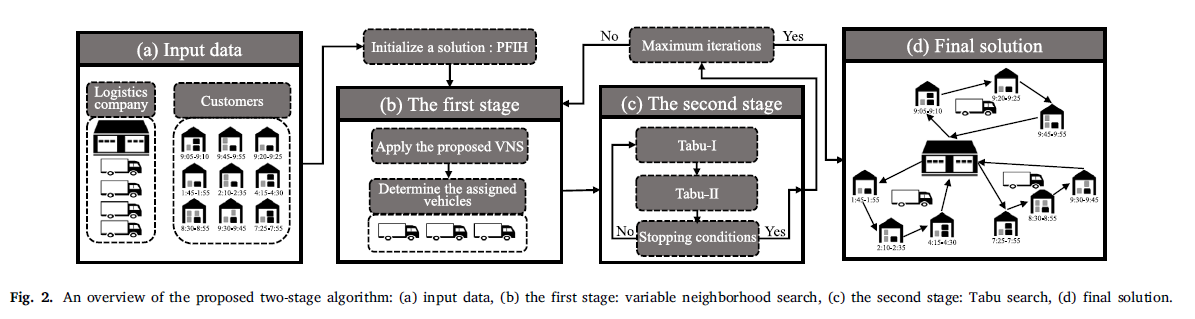 (a) Input data
Logistics
company
Customers
9:05-9:10
9:45-9:55
9:20-9:25
1:45-1:55
2:10-2:35
4:15-4:30
8:30-8:55
9:30-9:45
7:25-7:55
Initialize a solution : PFIH
(b) The first stage
Apply the proposed VNS
Determine the assigned
vehicles
No
Maximum iterations
Yes
(c) The second stage
Tabu-I
Tabu-II
No
Stopping conditions
Yes
(d) Final solution
9:20-9:25
9:05-9:10
9:45-9:55
1:45-1:55
9:30-9:45
8:30-8:55
2:10-2:35
4:15-4:30
7:25-7:55
Fig. 2. An overview of the proposed two-stage algorithm: (a) input data, (b) the first stage: variable neighborhood search, (c) the second stage: Tabu search, (d) final solution.